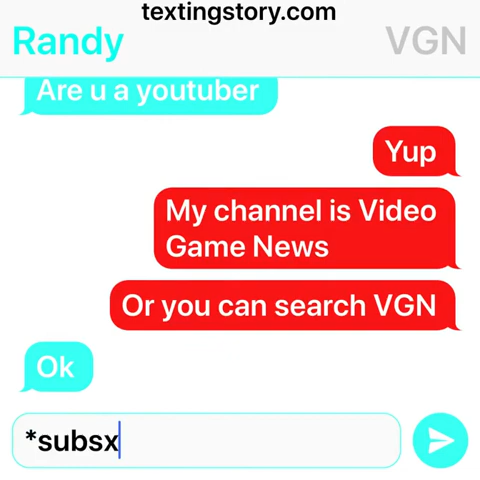 textingstory.com
Randy
VGN
Are u a youtuber
Yup
My channel is Video
Game News
Or you can search VGN
Ok
*subsx